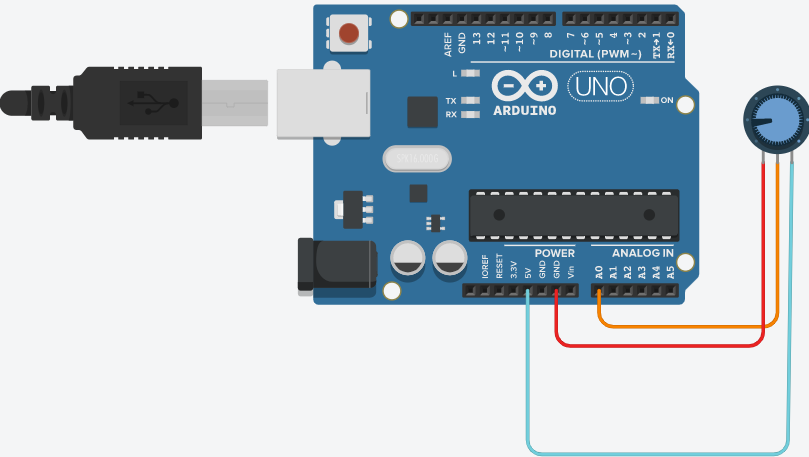 AREF
GND
13
12
~11
~10
~9
8
7
~6
~5
4
~3
2
TX→1
RX←0
DIGITAL (PWM~)
L
TX
RX
ARDUINO
UNO
ON
POWER
ANALOG IN
IOREF
RESET
3.3V
5V
GND
GND
Vin
A0
A1
A2
A3
A4
A5